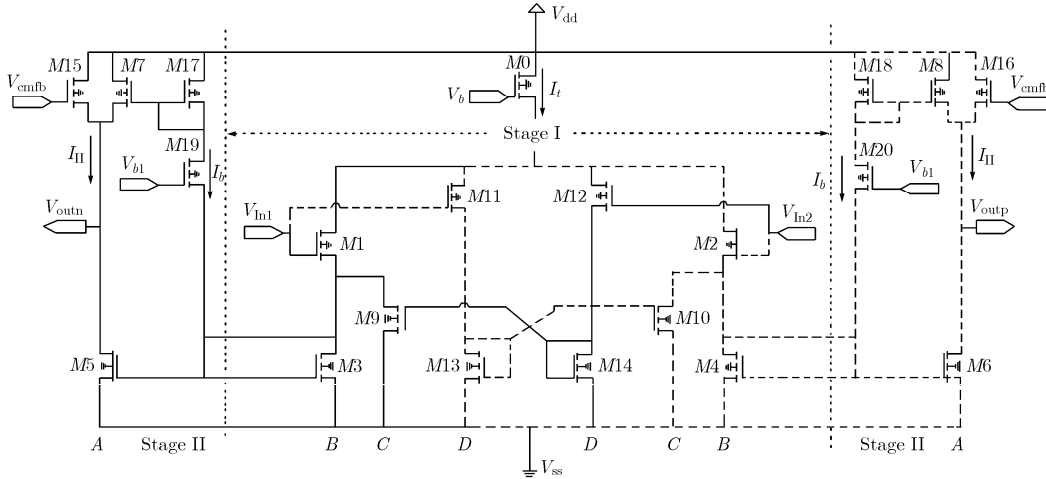 V_dd
M15 M7 M17 M0 M18 M8 M16
V_cmfb V_b I_t V_cmfb
Stage I
I_II M19 M20 I_II
V_b1 I_b I_b V_b1
M11 M12
V_outn V_In1 V_In2 V_outp
M1 M2
M9 M10
M5 M3 M13 M14 M4 M6
A Stage II B C D D C B Stage II A
V_ss